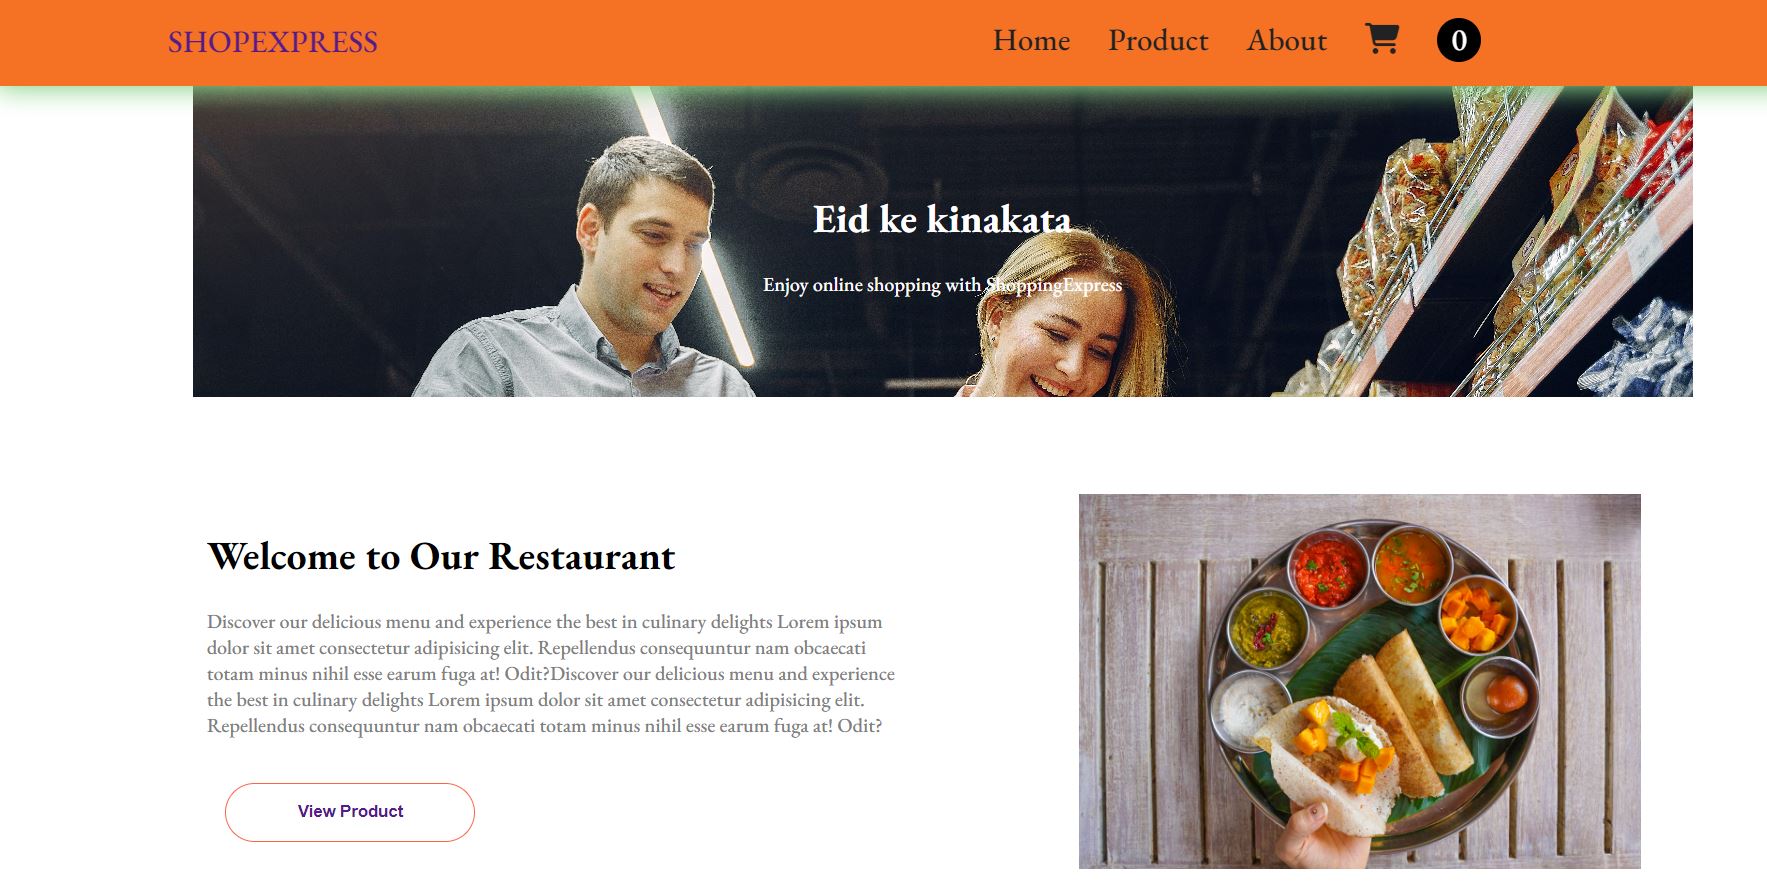 SHOPEXPRESS
Home Product About 0
Eid ke kinakata
Enjoy online shopping with ShoppingExpress
Welcome to Our Restaurant
Discover our delicious menu and experience the best in culinary delights Lorem ipsum
dolor sit amet consectetur adipisicing elit. Repellendus consequuntur nam obcaecati
totam minus nihil esse earum fuga at! Odit?Discover our delicious menu and experience
the best in culinary delights Lorem ipsum dolor sit amet consectetur adipisicing elit.
Repellendus consequuntur nam obcaecati totam minus nihil esse earum fuga at! Odit?
View Product